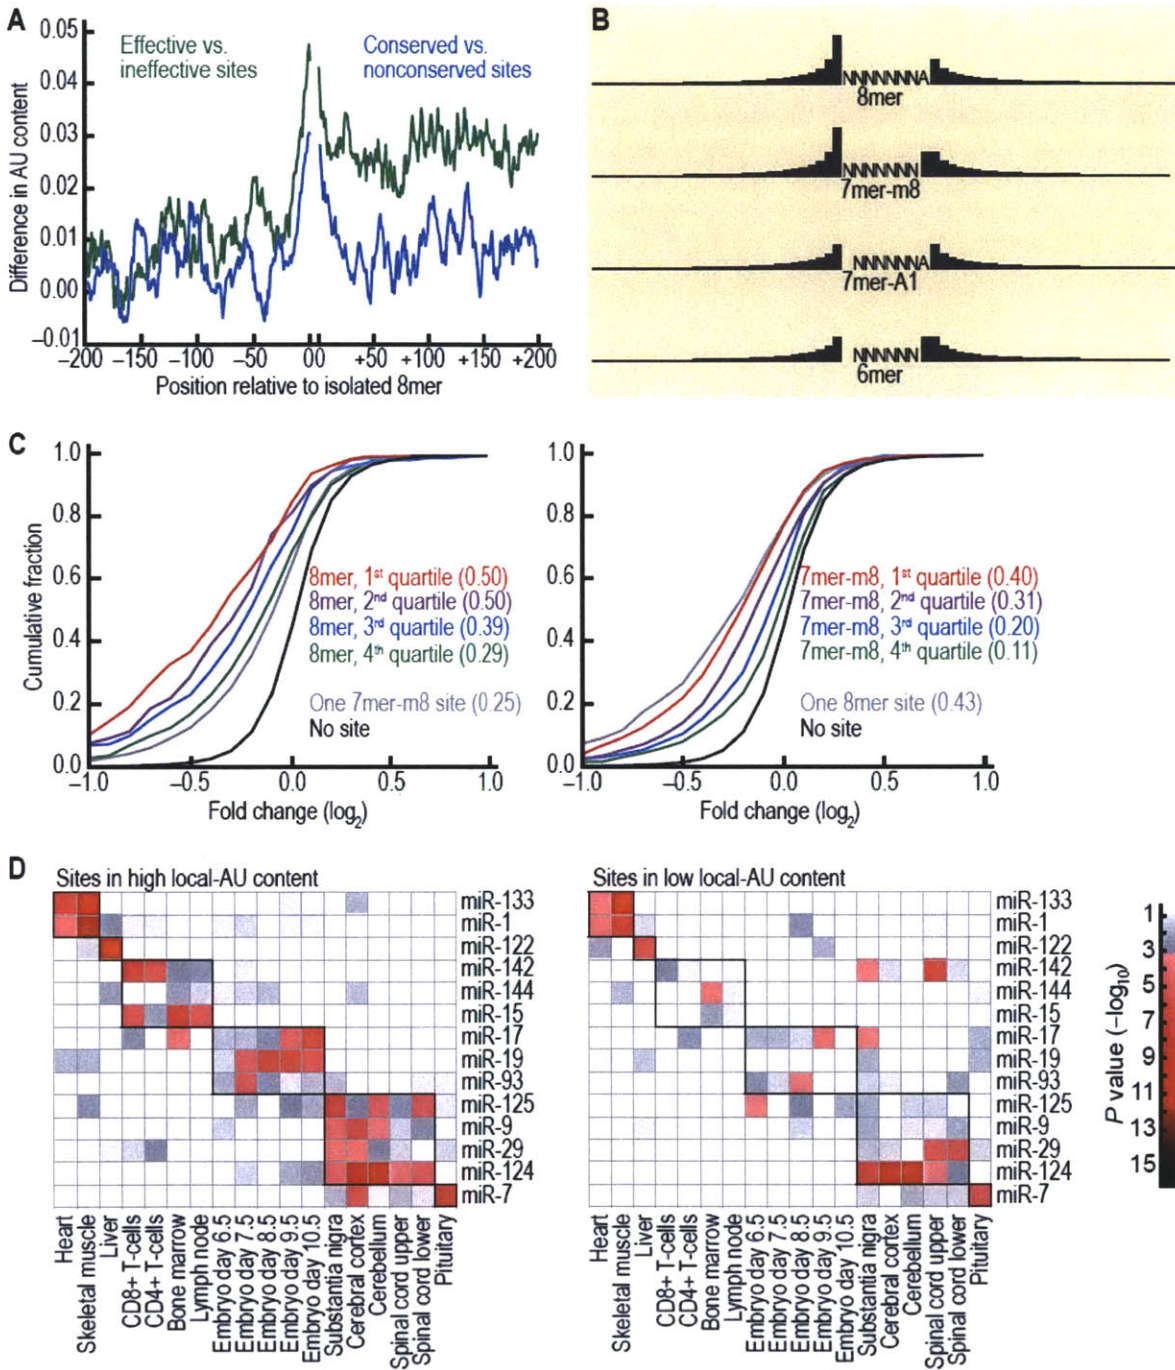 A
0.05
0.04
0.03
0.02
0.01
0.00
–0.01
Difference in AU content
Effective vs.
ineffective sites
Conserved vs.
nonconserved sites
–200 –150 –100 –50 00 +50 +100 +150 +200
Position relative to isolated 8mer
B
NNNNNNNA
8mer
NNNNNNN
7mer-m8
NNNNNNA
7mer-A1
NNNNNN
6mer
C
1.0
0.8
0.6
0.4
0.2
0.0
Cumulative fraction
8mer, 1st quartile (0.50)
8mer, 2nd quartile (0.50)
8mer, 3rd quartile (0.39)
8mer, 4th quartile (0.29)
One 7mer-m8 site (0.25)
No site
–1.0 –0.5 0.0 0.5 1.0
Fold change (log2)
1.0
0.8
0.6
0.4
0.2
0.0
7mer-m8, 1st quartile (0.40)
7mer-m8, 2nd quartile (0.31)
7mer-m8, 3rd quartile (0.20)
7mer-m8, 4th quartile (0.11)
One 8mer site (0.43)
No site
–1.0 –0.5 0.0 0.5 1.0
Fold change (log2)
D
Sites in high local-AU content
miR-133
miR-1
miR-122
miR-142
miR-144
miR-15
miR-17
miR-19
miR-93
miR-125
miR-9
miR-29
miR-124
miR-7
Heart
Skeletal muscle
Liver
CD8+ T-cells
CD4+ T-cells
Bone marrow
Lymph node
Embryo day 6.5
Embryo day 7.5
Embryo day 8.5
Embryo day 9.5
Embryo day 10.5
Substantia nigra
Cerebral cortex
Cerebellum
Spinal cord upper
Spinal cord lower
Pituitary
Sites in low local-AU content
miR-133
miR-1
miR-122
miR-142
miR-144
miR-15
miR-17
miR-19
miR-93
miR-125
miR-9
miR-29
miR-124
miR-7
Heart
Skeletal muscle
Liver
CD8+ T-cells
CD4+ T-cells
Bone marrow
Lymph node
Embryo day 6.5
Embryo day 7.5
Embryo day 8.5
Embryo day 9.5
Embryo day 10.5
Substantia nigra
Cerebral cortex
Cerebellum
Spinal cord upper
Spinal cord lower
Pituitary
1
3
5
7
9
11
13
15
P value (–log10)